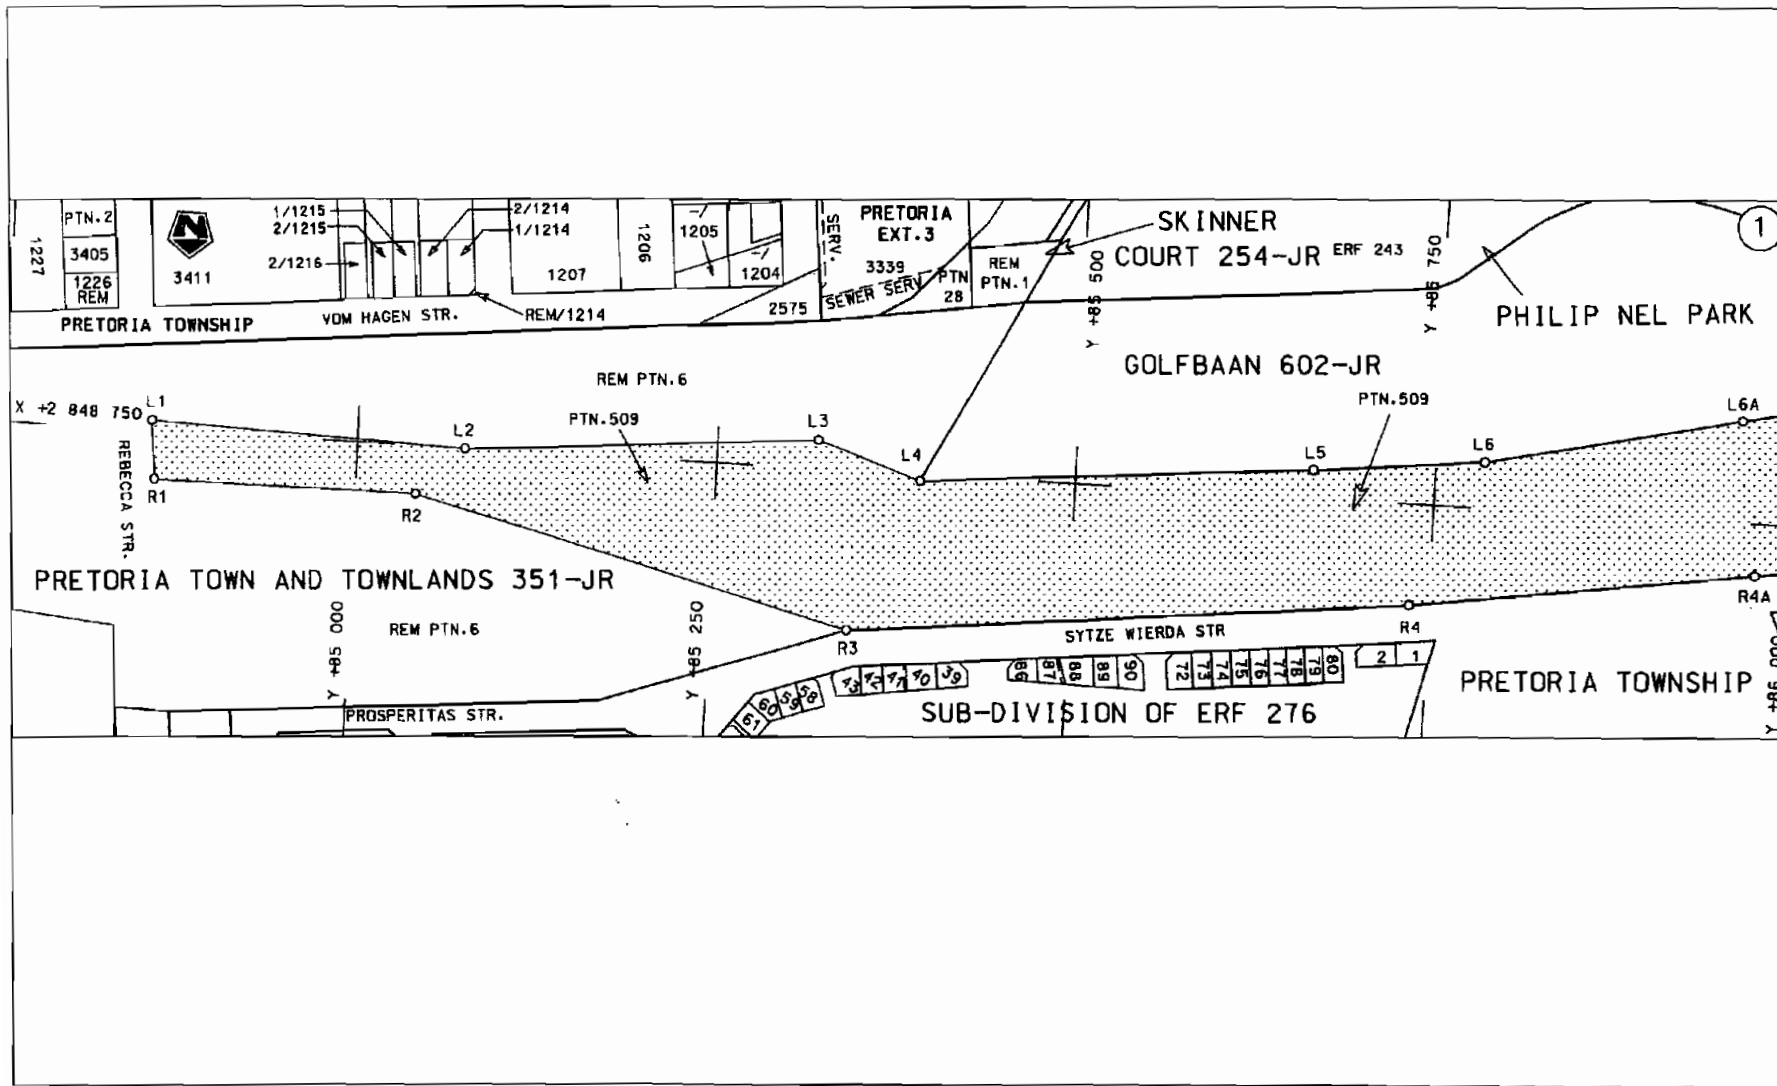 1227
PTN.2
3405
1226
REM
3411
N
1/1215
2/1215
2/1216
2/1214
1/1214
REM/1214
1207
1206
-/
1205
-/
1204
2575
SERV.
PRETORIA
EXT.3
3339
SEWER SERV
PTN
28
REM
PTN.1
SKINNER
COURT 254-JR
ERF 243
Y +85 500
Y +86 750
1
PHILIP NEL PARK
PRETORIA TOWNSHIP
VOM HAGEN STR.
GOLFBAAN 602-JR
REM PTN.6
PTN.509
PTN.509
X +2 848 750
L1
L2
L3
L4
L5
L6
L6A
REBECCA STR.
R1
R2
R3
R4
R4A
PRETORIA TOWN AND TOWNLANDS 351-JR
REM PTN.6
Y +85 000
Y +85 250
SYTZE WIERDA STR
PROSPERITAS STR.
61
60
59
58
43
42
41
40
39
86
87
88
89
90
72
73
74
75
76
77
78
79
80
2
1
SUB-DIVISION OF ERF 276
PRETORIA TOWNSHIP
Y +86 000